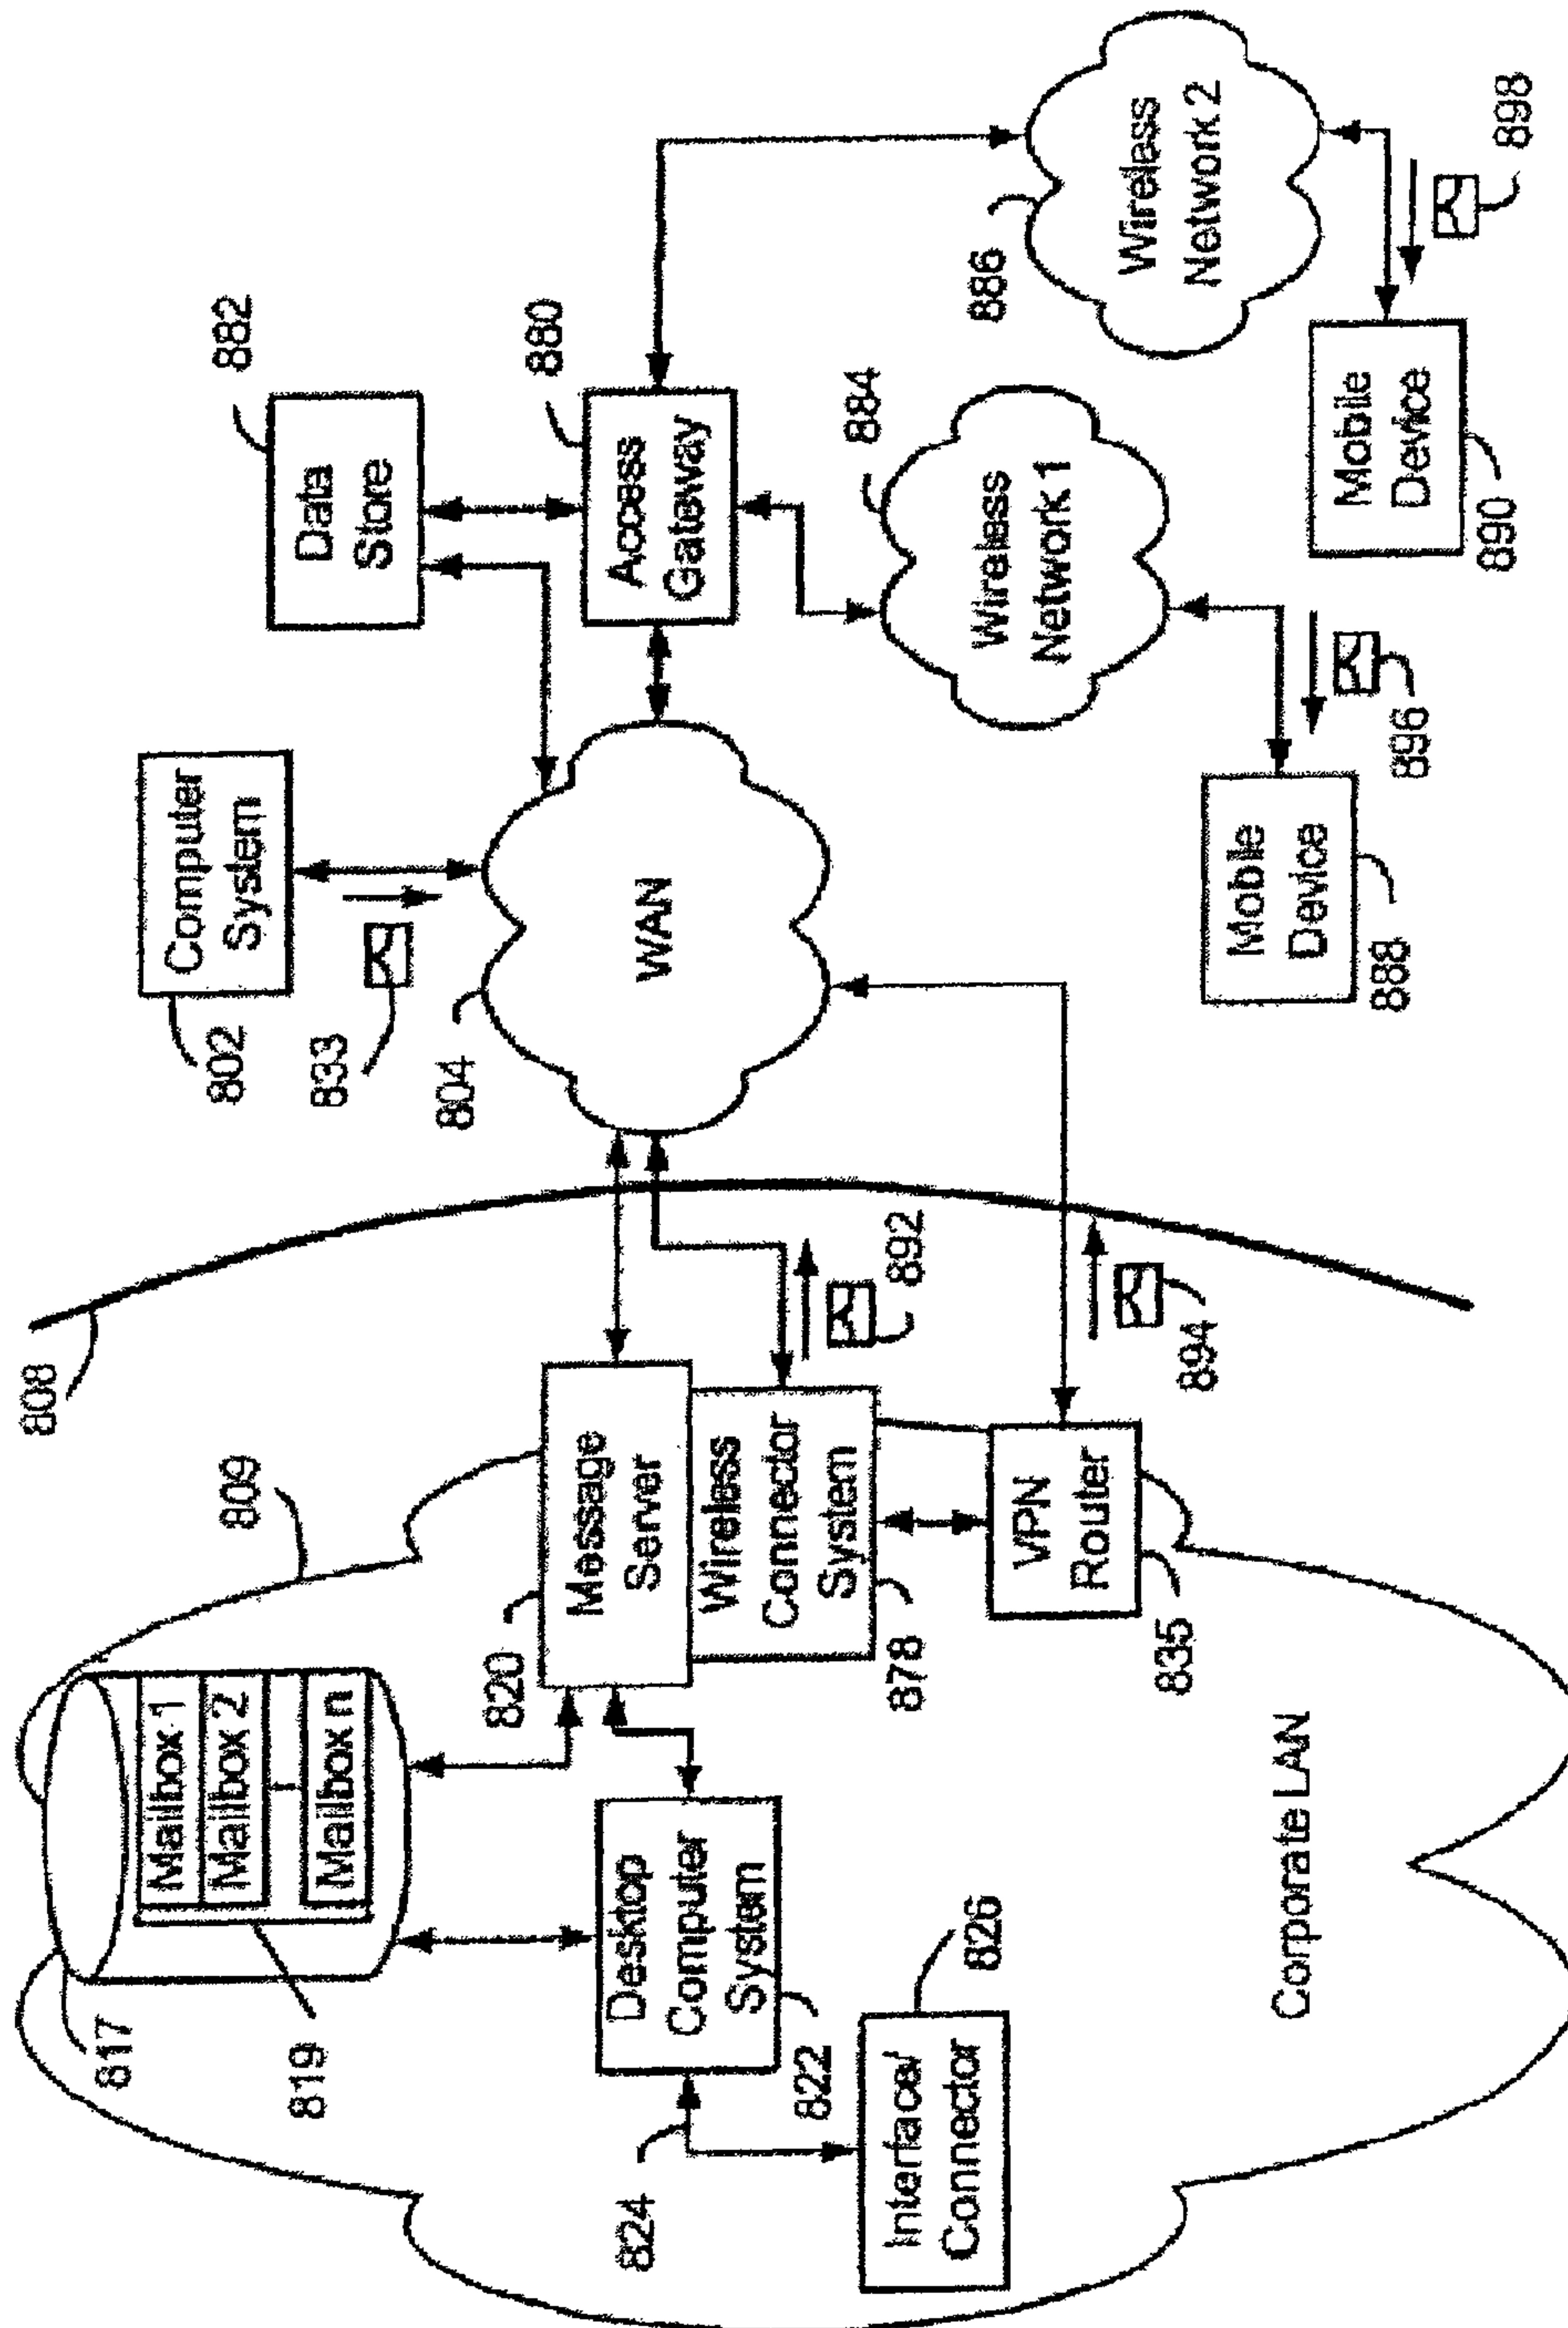 808
809
817
Mailbox 1
Mailbox 2
Mailbox n
819
820
Message
Server
Wireless
Connector
System
878
892
VPN
Router
835
894
Desktop
Computer
System
822
824
Interface/
Connector
826
Corporate LAN
Computer
System
802
833
804
WAN
Data
Store
882
Access
Gateway
880
Wireless
Network 1
884
Wireless
Network 2
886
Mobile
Device
888
896
Mobile
Device
890
898